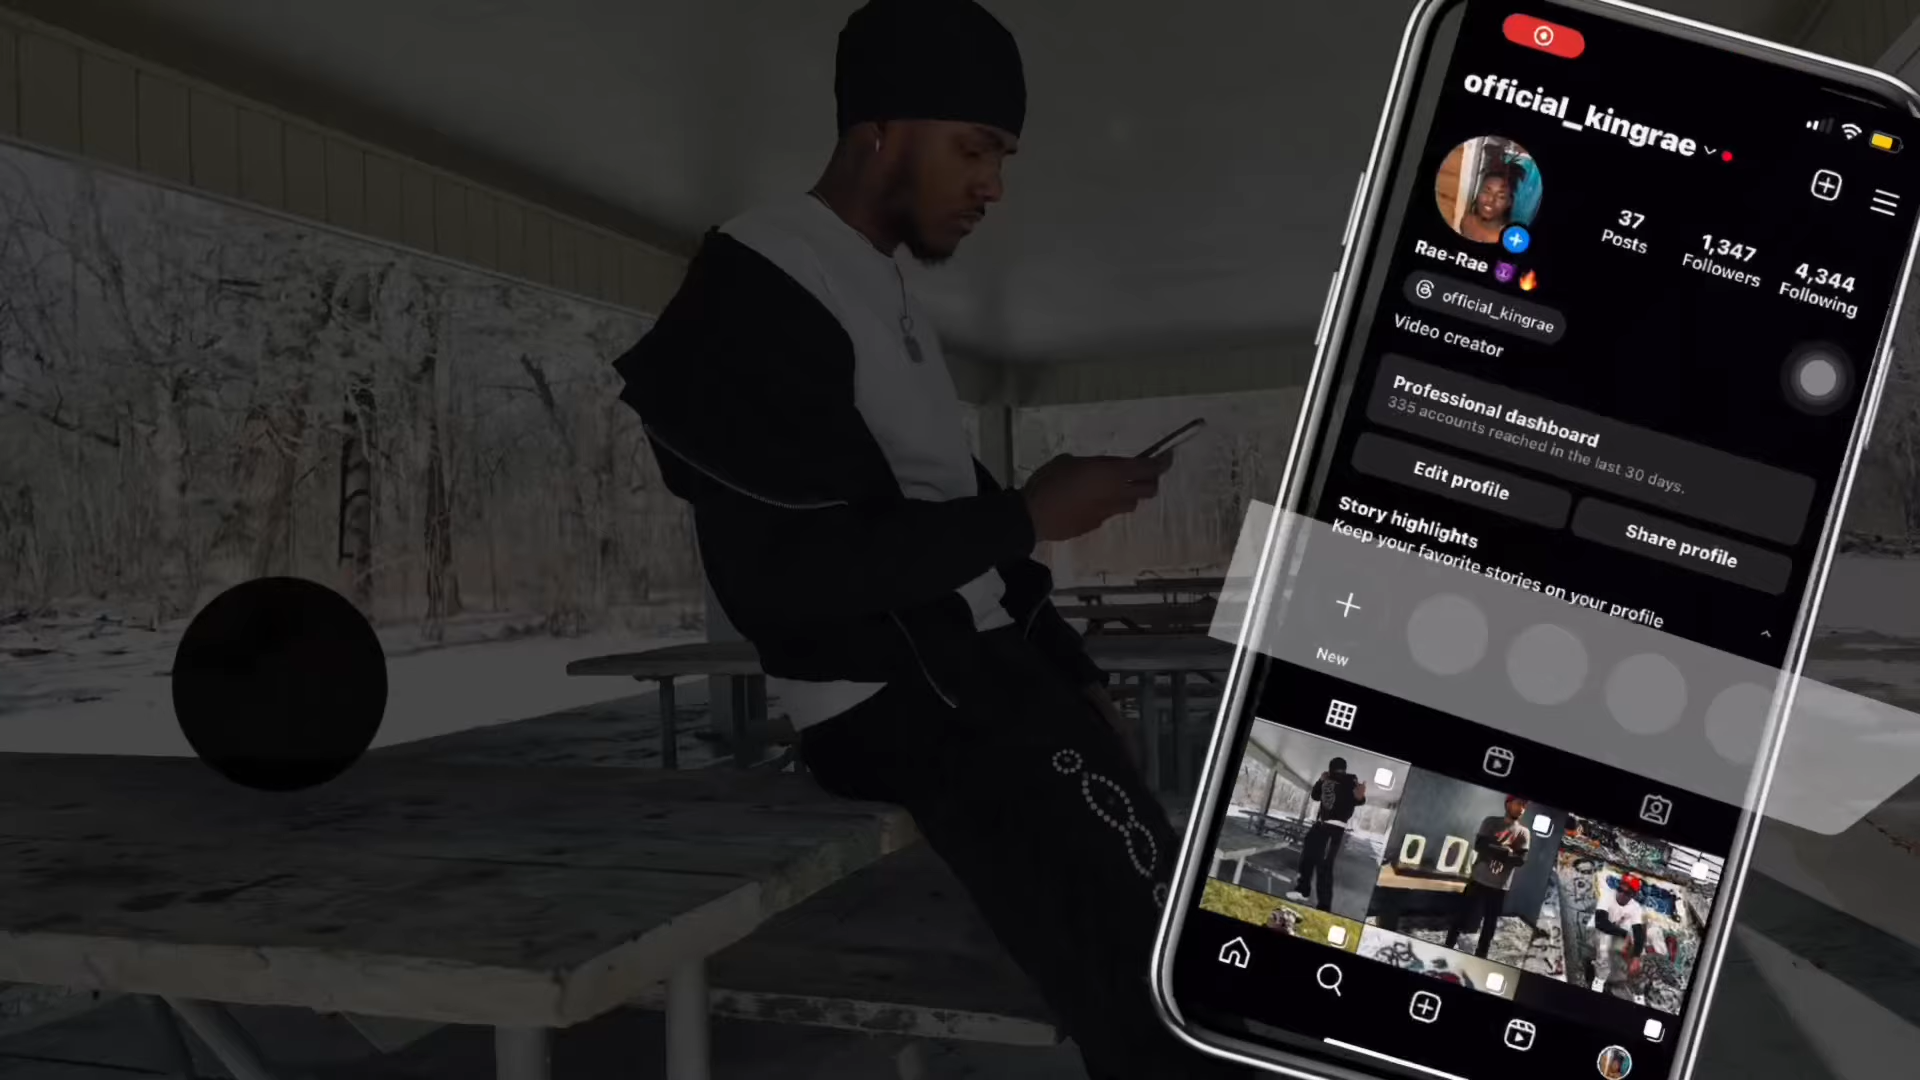 official_kingrae
37
Posts
1,347
Followers
4,344
Following
Rae-Rae 😈🔥
official_kingrae
Video creator
Professional dashboard
335 accounts reached in the last 30 days.
Edit profile
Share profile
Story highlights
Keep your favorite stories on your profile
New